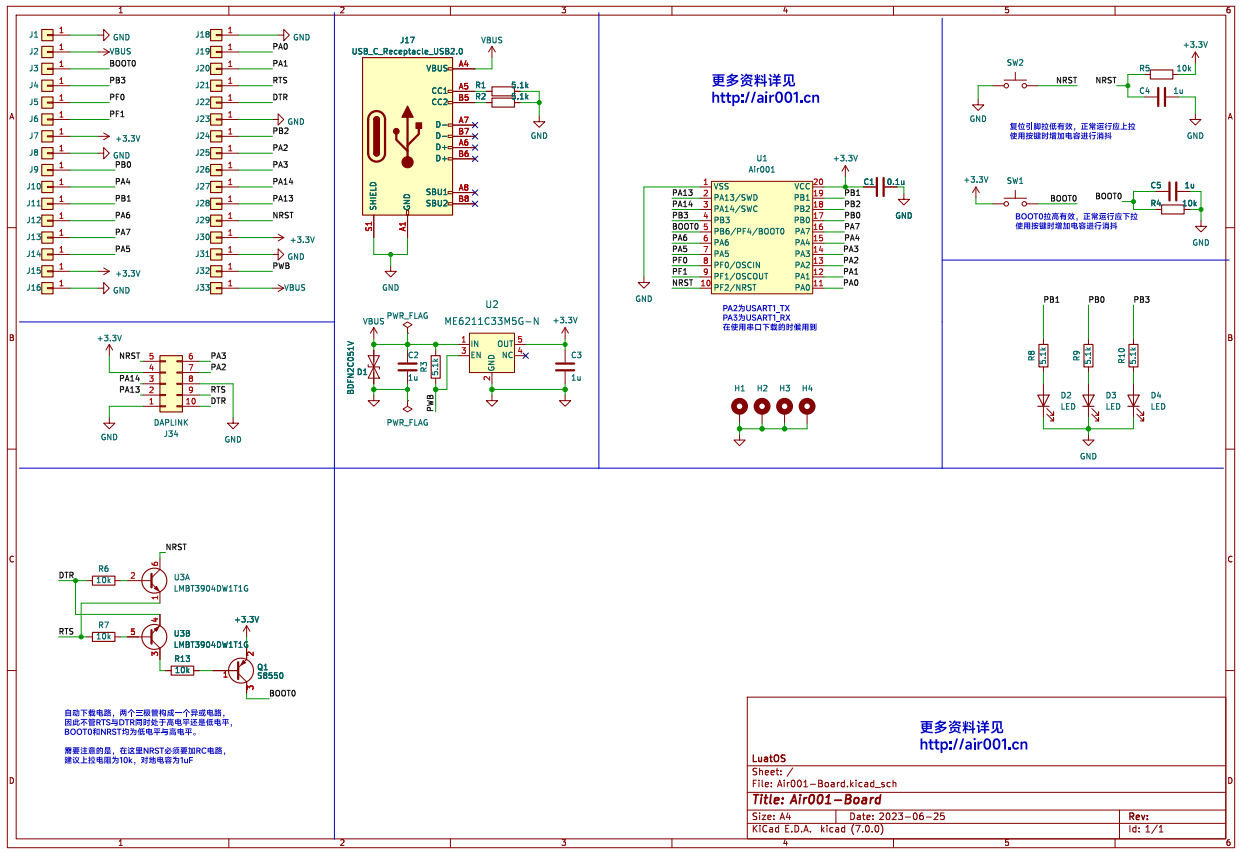 1 2 3 4 5 6
A
B
C
D
J1 1 GND
J2 1 VBUS
J3 1 BOOT0
J4 1 PB3
J5 1 PF0
J6 1 PF1
J7 1 +3.3V
J8 1 GND
J9 1 PB0
J10 1 PA4
J11 1 PB1
J12 1 PA6
J13 1 PA7
J14 1 PA5
J15 1 +3.3V
J16 1 GND
J18 1 GND
J19 1 PA0
J20 1 PA1
J21 1 RTS
J22 1 DTR
J23 1 GND
J24 1 PB2
J25 1 PA2
J26 1 PA3
J27 1 PA14
J28 1 PA13
J29 1 NRST
J30 1 +3.3V
J31 1 GND
J32 1 PWB
J33 1 VBUS
+3.3V
NRST 5 6 PA3
4 7 PA2
PA14 3 8
PA13 2 9 RTS
1 10 DTR
GND
DAPLINK
J34
GND
J17
USB_C_Receptacle_USB2.0
VBUS
VBUS A4
CC1 A5 R1 5.1k
CC2 B5 R2 5.1k
GND
D- A7
D- B7
D+ A6
D+ B6
SBU1 A8
SBU2 B8
SHIELD
GND
S1
A1
GND
U2
ME6211C33M5G-N
VBUS
PWR_FLAG
+3.3V
1 IN OUT 5
3 EN NC 4
GND
2
BDFN2C051V
D1
C2
1u
R3
5.1k
C3
1u
PWB
PWR_FLAG
更多资料详见
http://air001.cn
U1
Air001
+3.3V
C1 0.1u
GND
1 VSS VCC 20
PA13 2 PA13/SWD PB1 19 PB1
PA14 3 PA14/SWC PB2 18 PB2
PB3 4 PB3 PB0 17 PB0
BOOT0 5 PB6/PF4/BOOT0 PA7 16 PA7
PA6 6 PA6 PA4 15 PA4
PA5 7 PA5 PA3 14 PA3
PF0 8 PF0/OSCIN PA2 13 PA2
PF1 9 PF1/OSCOUT PA1 12 PA1
NRST 10 PF2/NRST PA0 11 PA0
GND
PA2为USART1_TX
PA3为USART1_RX
在使用串口下载的时候用到
H1 H2 H3 H4
GND
SW2
NRST
NRST
R5 10k
+3.3V
C4 1u
GND
复位引脚拉低有效，正常运行应上拉
使用按键时增加电容进行消抖
+3.3V
SW1
BOOT0
BOOT0
C5 1u
R4 10k
GND
BOOT0拉高有效，正常运行应下拉
使用按键时增加电容进行消抖
PB1 PB0 PB3
R8 5.1k
R9 5.1k
R10 5.1k
D2 LED
D3 LED
D4 LED
GND
NRST
DTR R6 10k 2 6 1
U3A
LMBT3904DW1T1G
RTS R7 10k 5 4 3
U3B
LMBT3904DW1T1G
R13 10k
+3.3V
1 2 3
Q1
S8550
BOOT0
自动下载电路，两个三极管构成一个异或电路，
因此不管RTS与DTR同时处于高电平还是低电平，
BOOT0和NRST均为低电平与高电平。
需要注意的是，在这里NRST必须要加RC电路，
建议上拉电阻为10k，对地电容为1uF
更多资料详见
http://air001.cn
LuatOS
Sheet: /
File: Air001-Board.kicad_sch
Title: Air001-Board
Size: A4 Date: 2023-06-25 Rev:
KiCad E.D.A. kicad (7.0.0) Id: 1/1
A
B
C
D
1 2 3 4 5 6